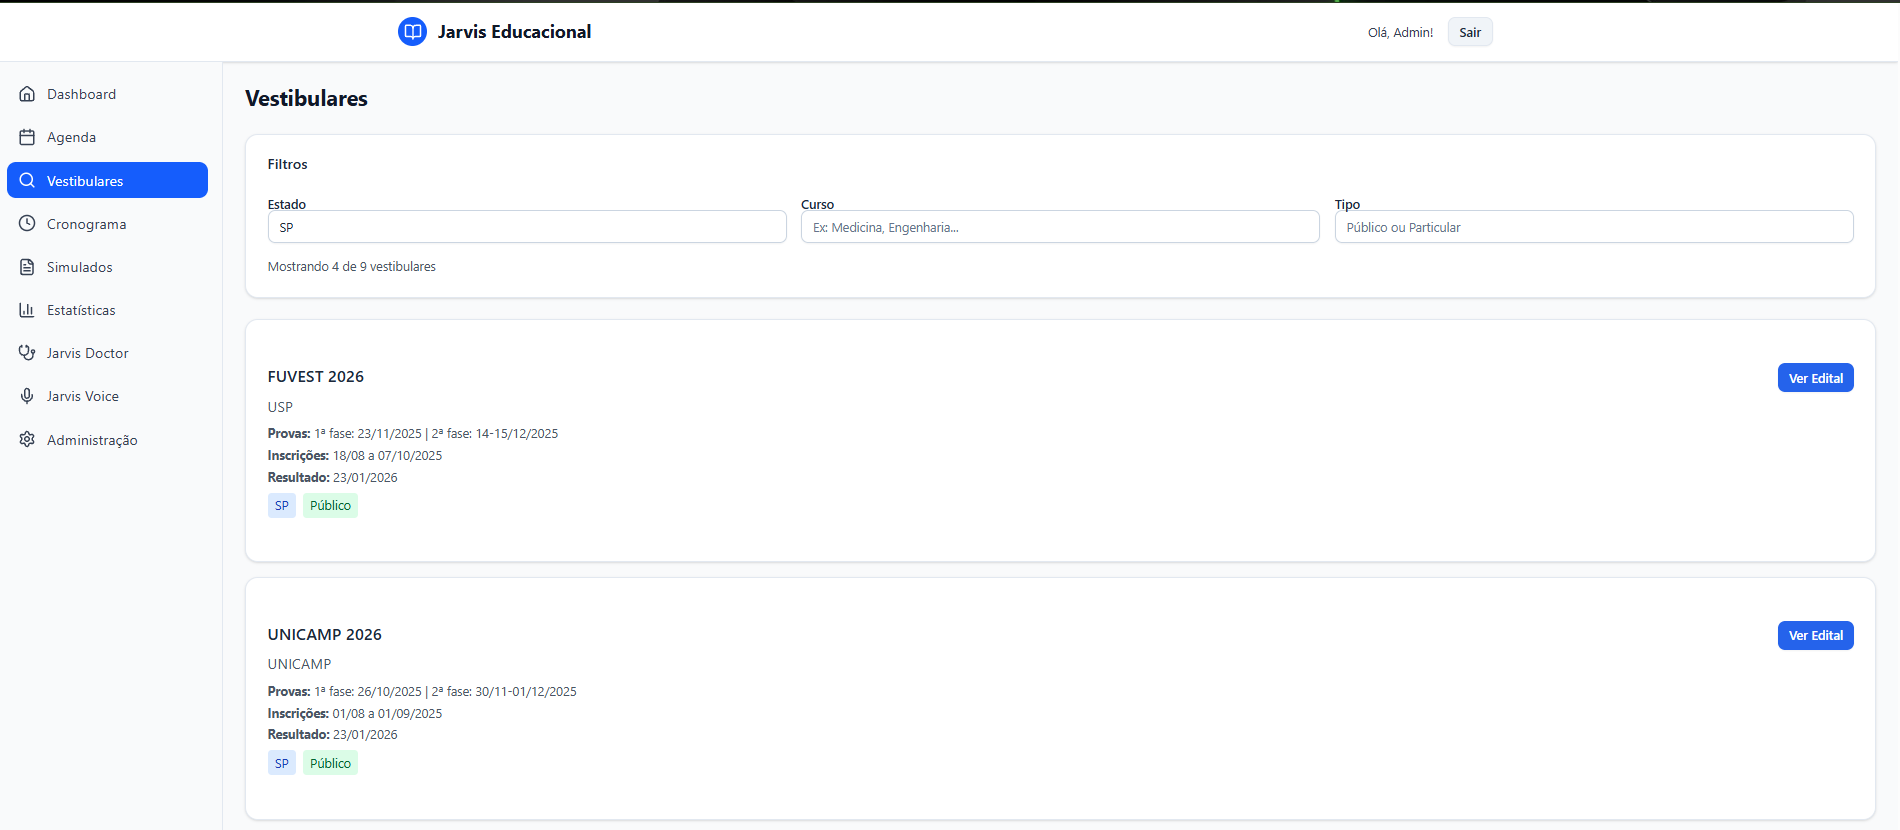 Jarvis Educacional
Olá, Admin!
Sair
Dashboard
Agenda
Vestibulares
Cronograma
Simulados
Estatísticas
Jarvis Doctor
Jarvis Voice
Administração
Vestibulares
Filtros
Estado
SP
Curso
Ex: Medicina, Engenharia...
Tipo
Público ou Particular
Mostrando 4 de 9 vestibulares
FUVEST 2026
Ver Edital
USP
Provas: 1ª fase: 23/11/2025 | 2ª fase: 14-15/12/2025
Inscrições: 18/08 a 07/10/2025
Resultado: 23/01/2026
SP
Público
UNICAMP 2026
Ver Edital
UNICAMP
Provas: 1ª fase: 26/10/2025 | 2ª fase: 30/11-01/12/2025
Inscrições: 01/08 a 01/09/2025
Resultado: 23/01/2026
SP
Público